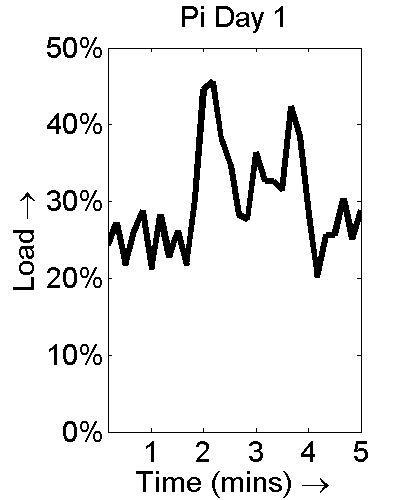 Pi Day 1
50%
40%
30%
20%
10%
0%
Load →
1 2 3 4 5
Time (mins) →